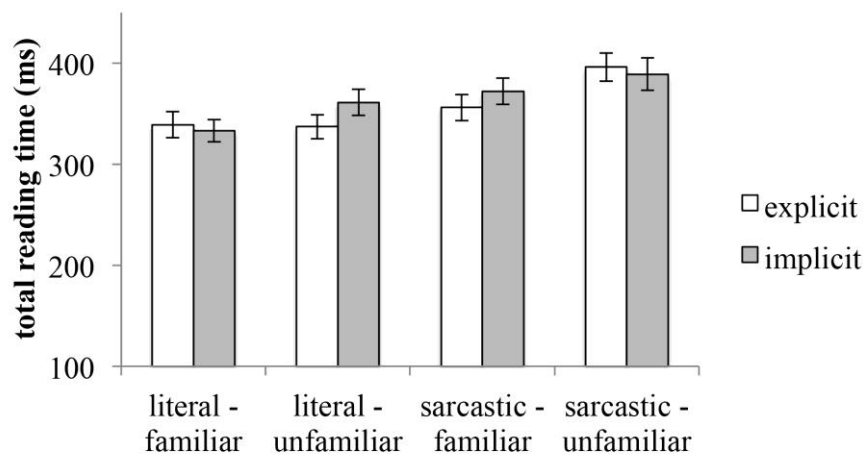 total reading time (ms)
400
300
200
100
literal -
familiar
literal -
unfamiliar
sarcastic -
familiar
sarcastic -
unfamiliar
explicit
implicit